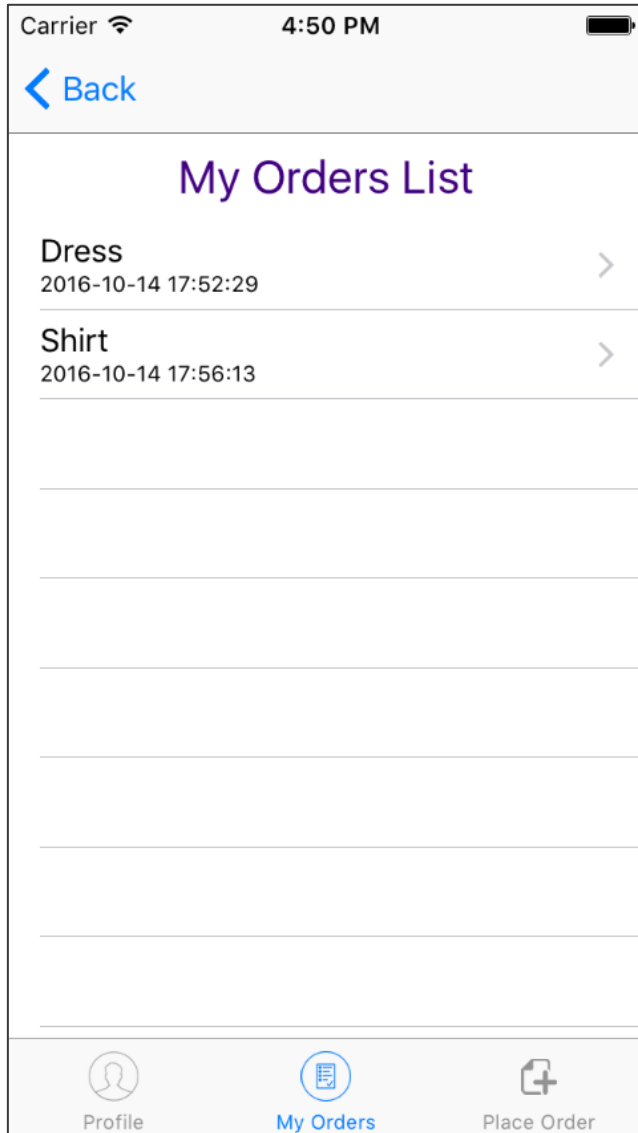 Carrier 4:50 PM
Back
My Orders List
Dress
2016-10-14 17:52:29
Shirt
2016-10-14 17:56:13
Profile My Orders Place Order